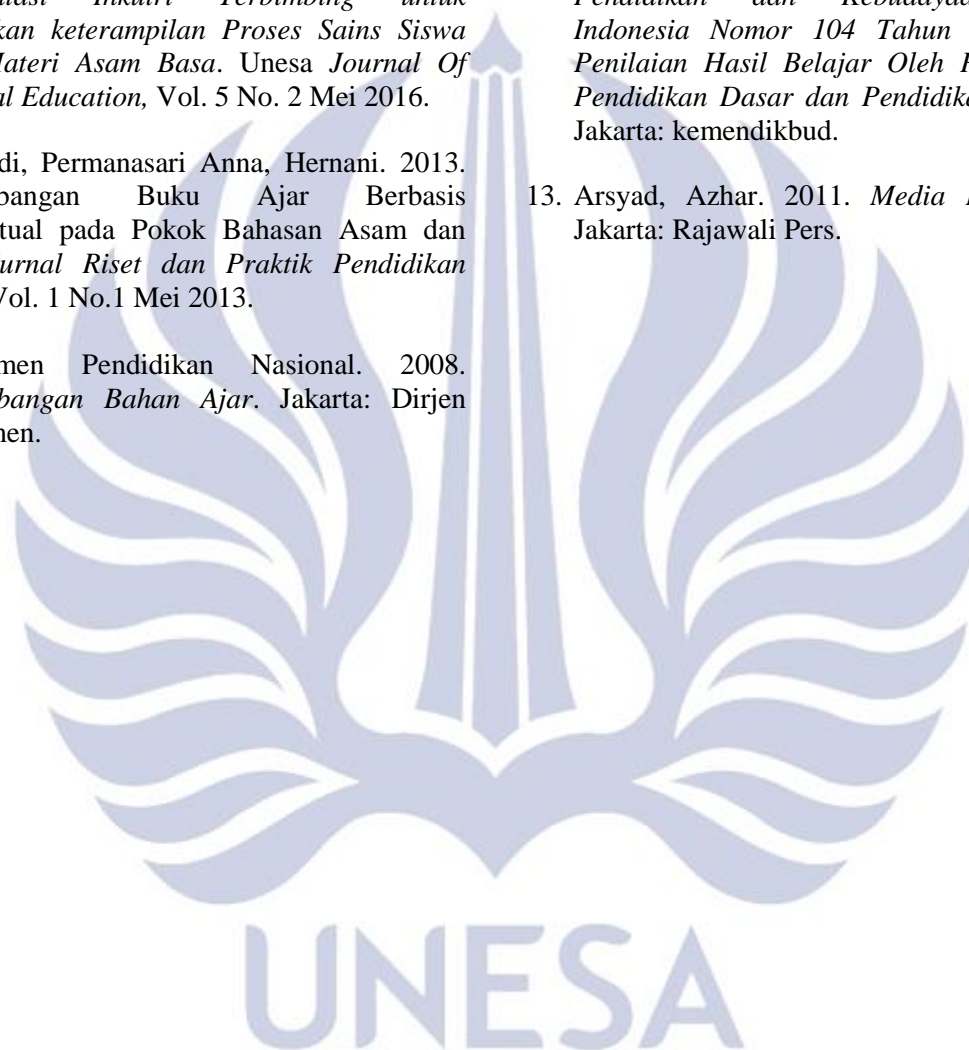 Inkuiri Terbimbing untuk
kan keterampilan Proses Sains Siswa
Materi Asam Basa. Unesa Journal Of
al Education, Vol. 5 No. 2 Mei 2016.
di, Permanasari Anna, Hernani. 2013.
bangan Buku Ajar Berbasis
tual pada Pokok Bahasan Asam dan
urnal Riset dan Praktik Pendidikan
Vol. 1 No.1 Mei 2013.
men Pendidikan Nasional. 2008.
bangan Bahan Ajar. Jakarta: Dirjen
nen.
Pendidikan dan Kebudayaa
Indonesia Nomor 104 Tahun
Penilaian Hasil Belajar Oleh
Pendidikan Dasar dan Pendidika
Jakarta: kemendikbud.
13. Arsyad, Azhar. 2011. Media
Jakarta: Rajawali Pers.
UNESA